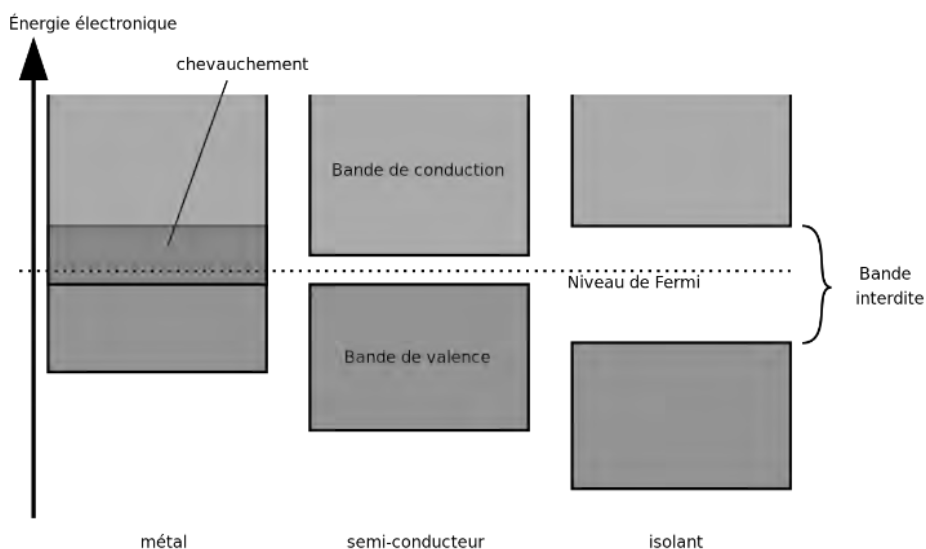 Énergie électronique
chevauchement
Bande de conduction
Niveau de Fermi
Bande
interdite
Bande de valence
métal
semi-conducteur
isolant